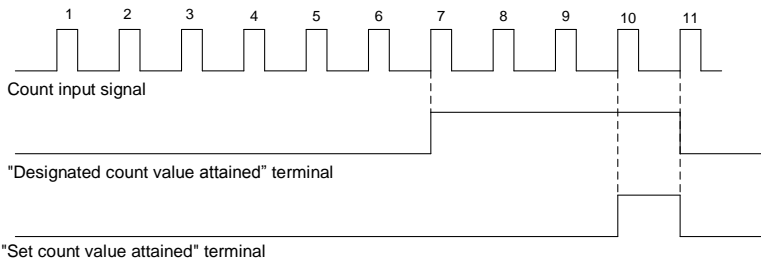 1 2 3 4 5 6 7 8 9 10 11
Count input signal
"Designated count value attained” terminal
"Set count value attained" terminal